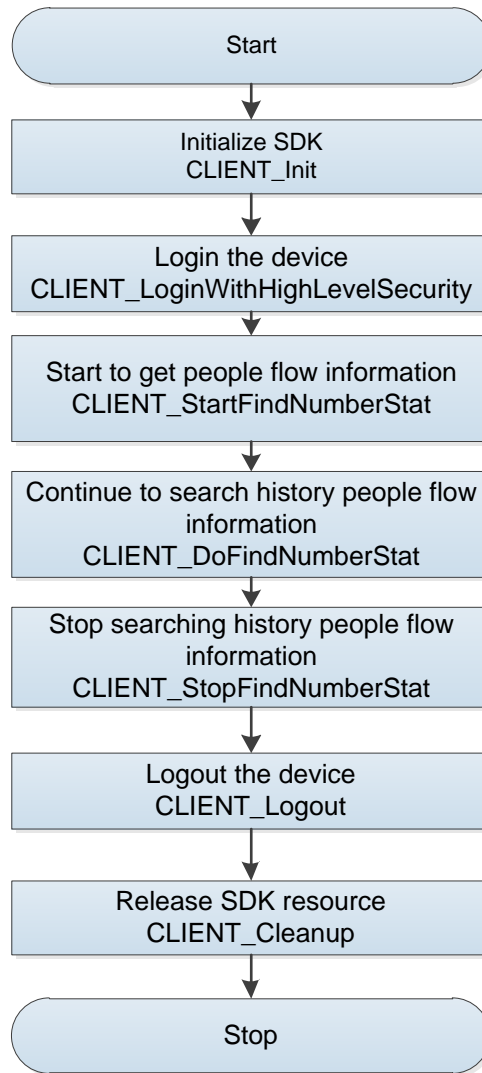 Start
Initialize SDK
CLIENT_Init
Login the device
CLIENT_LoginWithHighLevelSecurity
Start to get people flow information
CLIENT_StartFindNumberStat
Continue to search history people flow
information
CLIENT_DoFindNumberStat
Stop searching history people flow
information
CLIENT_StopFindNumberStat
Logout the device
CLIENT_Logout
Release SDK resource
CLIENT_Cleanup
Stop